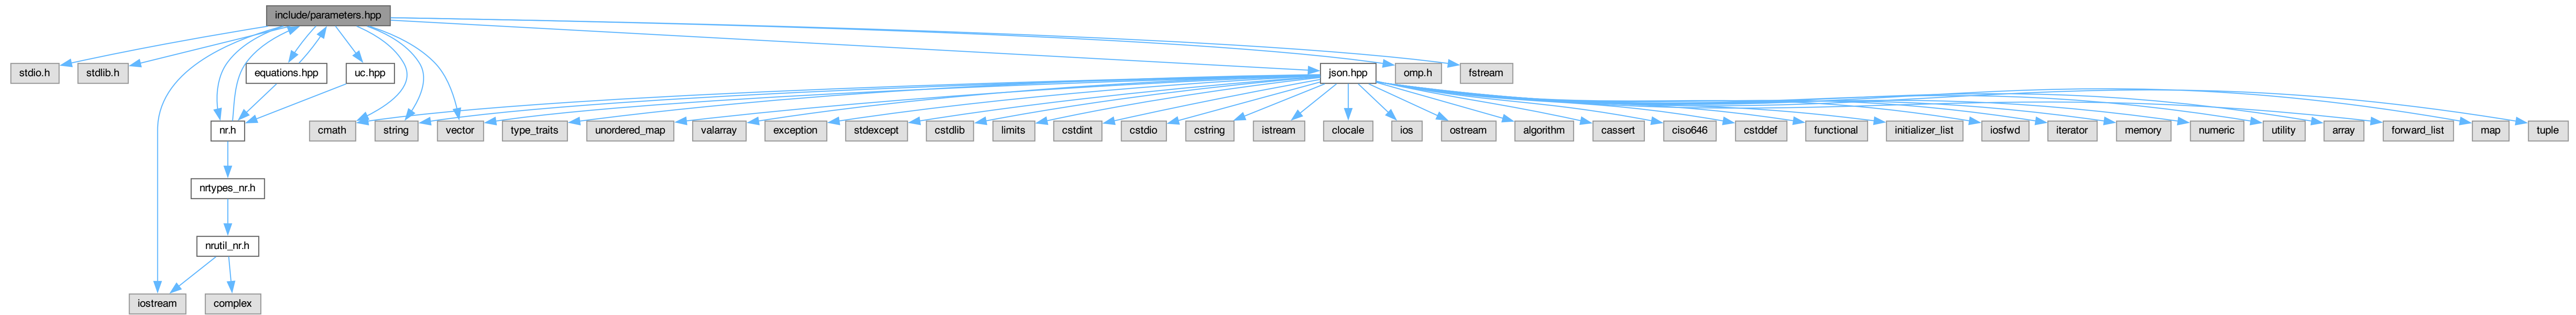 include/parameters.hpp
stdio.h
stdlib.h
equations.hpp
uc.hpp
json.hpp
omp.h
fstream
nr.h
cmath
string
vector
type_traits
unordered_map
valarray
exception
stdexcept
cstdlib
limits
cstdint
cstdio
cstring
istream
clocale
ios
ostream
algorithm
cassert
ciso646
cstddef
functional
initializer_list
iosfwd
iterator
memory
numeric
utility
array
forward_list
map
tuple
nrtypes_nr.h
nrutil_nr.h
iostream
complex